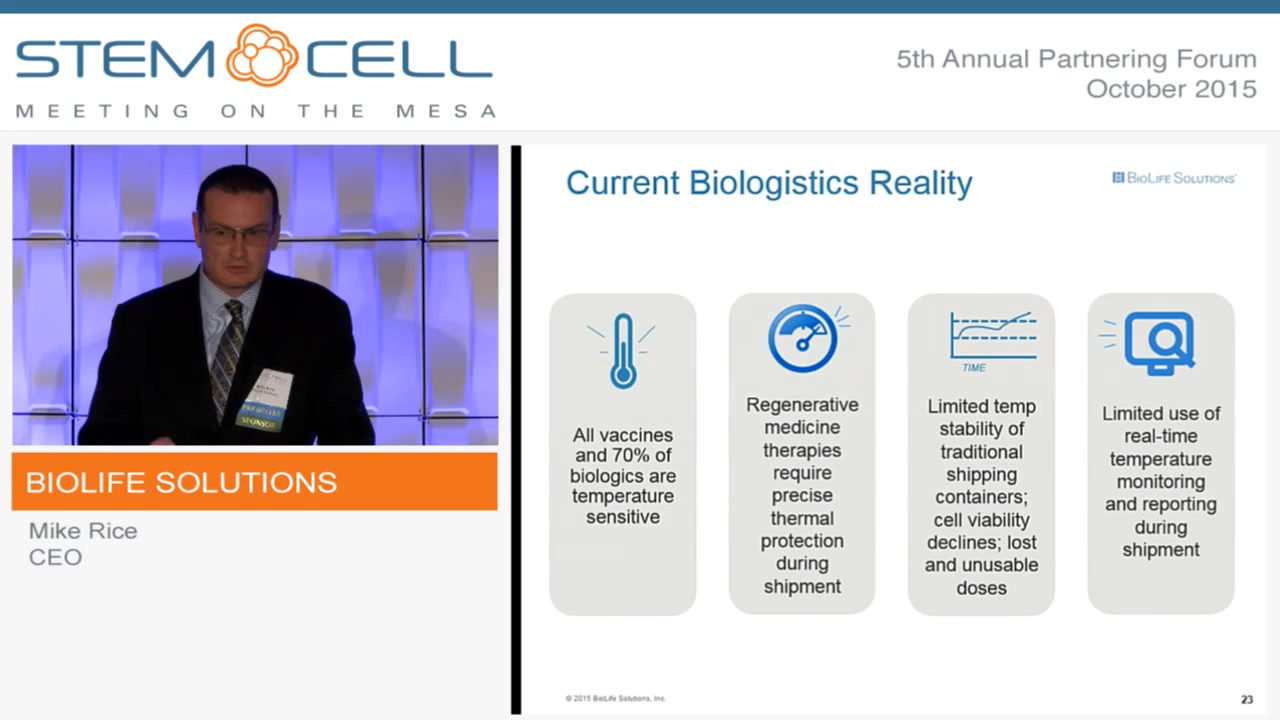 STEM CELL
MEETING ON THE MESA
5th Annual Partnering Forum
October 2015
BIOLIFE SOLUTIONS
Mike Rice
CEO
PRESENTER
SPONSOR
Current Biologistics Reality
BIOLIFE SOLUTIONS
All vaccines
and 70% of
biologics are
temperature
sensitive
Regenerative
medicine
therapies
require
precise
thermal
protection
during
shipment
TIME
Limited temp
stability of
traditional
shipping
containers;
cell viability
declines; lost
and unusable
doses
Limited use of
real-time
temperature
monitoring
and reporting
during
shipment
© 2015 BioLife Solutions, Inc.
23